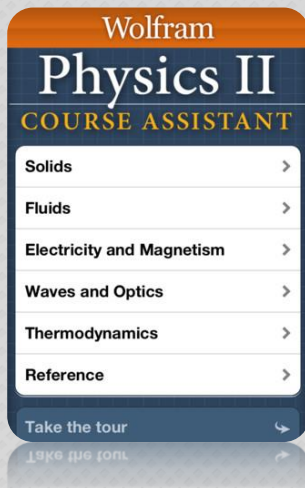 Wolfram
Physics II
COURSE ASSISTANT
Solids
Fluids
Electricity and Magnetism
Waves and Optics
Thermodynamics
Reference
Take the tour